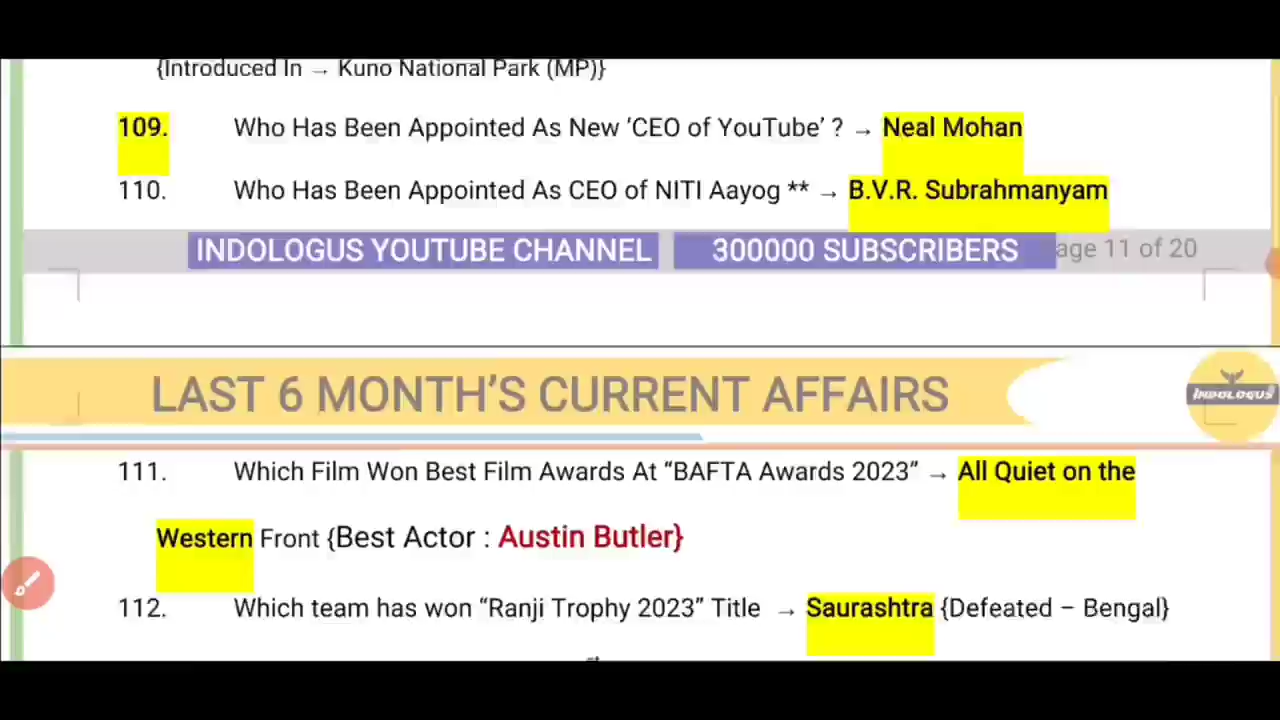 {Introduced In → Kuno National Park (MP)}
109. Who Has Been Appointed As New ‘CEO of YouTube’ ? → Neal Mohan
110. Who Has Been Appointed As CEO of NITI Aayog ** → B.V.R. Subrahmanyam
INDOLOGUS YOUTUBE CHANNEL 300000 SUBSCRIBERS age 11 of 20
LAST 6 MONTH’S CURRENT AFFAIRS
INDOLOGUS
111. Which Film Won Best Film Awards At “BAFTA Awards 2023” → All Quiet on the
Western Front {Best Actor : Austin Butler}
112. Which team has won “Ranji Trophy 2023” Title → Saurashtra {Defeated – Bengal}